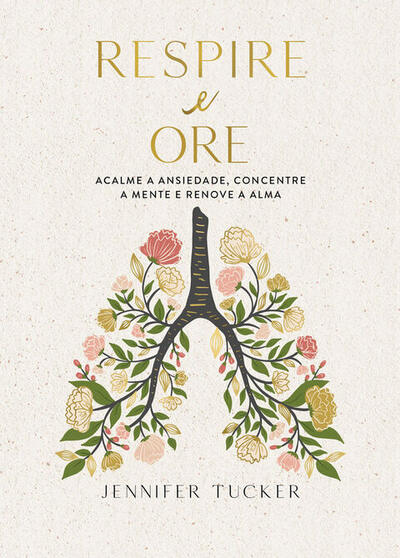 RESPIRE
e
ORE
ACALME A ANSIEDADE, CONCENTRE
A MENTE E RENOVE A ALMA
JENNIFER TUCKER